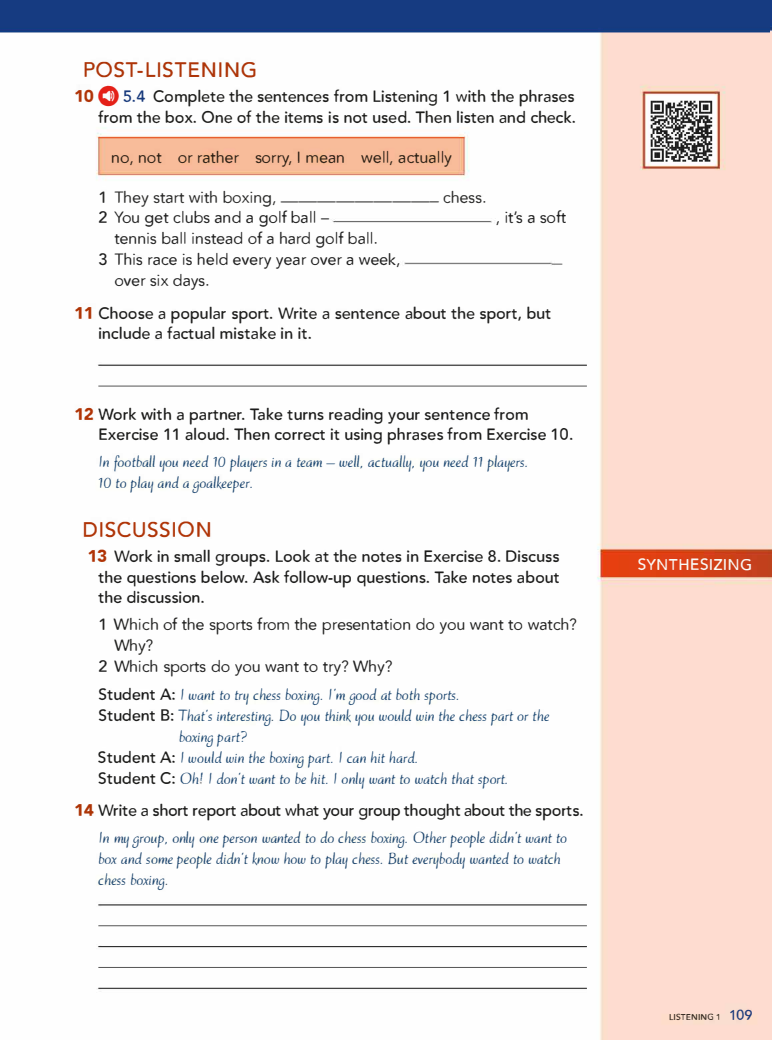 POST-LISTENING
10 5.4 Complete the sentences from Listening 1 with the phrases
from the box. One of the items is not used. Then listen and check.
no, not or rather sorry, I mean well, actually
1 They start with boxing, ____________________ chess.
2 You get clubs and a golf ball – ____________________ , it's a soft
tennis ball instead of a hard golf ball.
3 This race is held every year over a week, ____________________
over six days.
11 Choose a popular sport. Write a sentence about the sport, but
include a factual mistake in it.
12 Work with a partner. Take turns reading your sentence from
Exercise 11 aloud. Then correct it using phrases from Exercise 10.
In football you need 10 players in a team – well, actually, you need 11 players.
10 to play and a goalkeeper.
DISCUSSION
13 Work in small groups. Look at the notes in Exercise 8. Discuss
the questions below. Ask follow-up questions. Take notes about
the discussion.
SYNTHESIZING
1 Which of the sports from the presentation do you want to watch?
Why?
2 Which sports do you want to try? Why?
Student A: I want to try chess boxing. I'm good at both sports.
Student B: That's interesting. Do you think you would win the chess part or the
boxing part?
Student A: I would win the boxing part. I can hit hard.
Student C: Oh! I don't want to be hit. I only want to watch that sport.
14 Write a short report about what your group thought about the sports.
In my group, only one person wanted to do chess boxing. Other people didn't want to
box and some people didn't know how to play chess. But everybody wanted to watch
chess boxing.
LISTENING 1 109